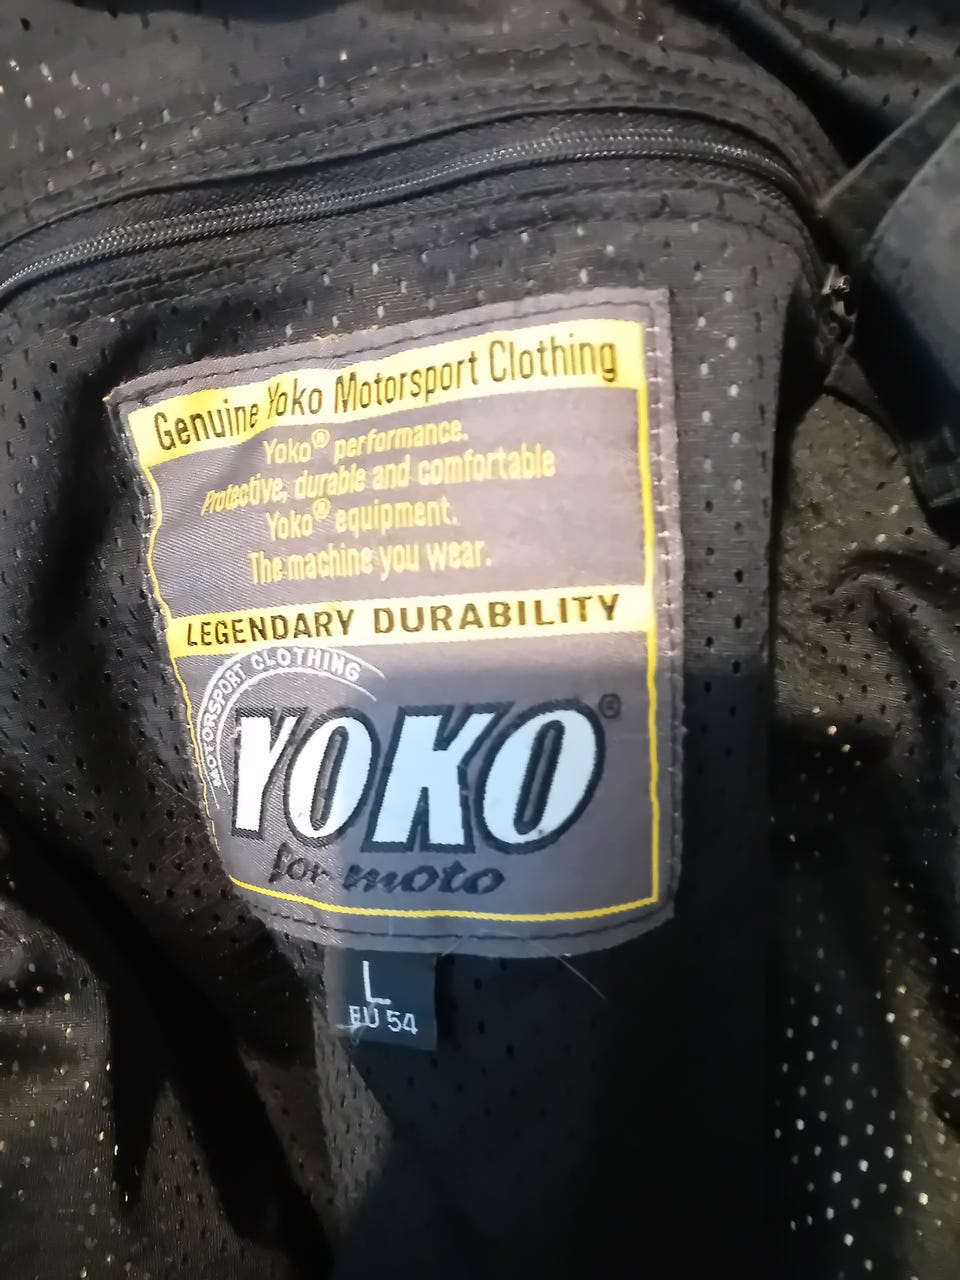 Genuine Yoko Motorsport Clothing
Yoko® performance.
Protective, durable and comfortable
Yoko® equipment.
The machine you wear.
LEGENDARY DURABILITY
MOTORSPORT CLOTHING
YOKO®
for moto
L
EU 54